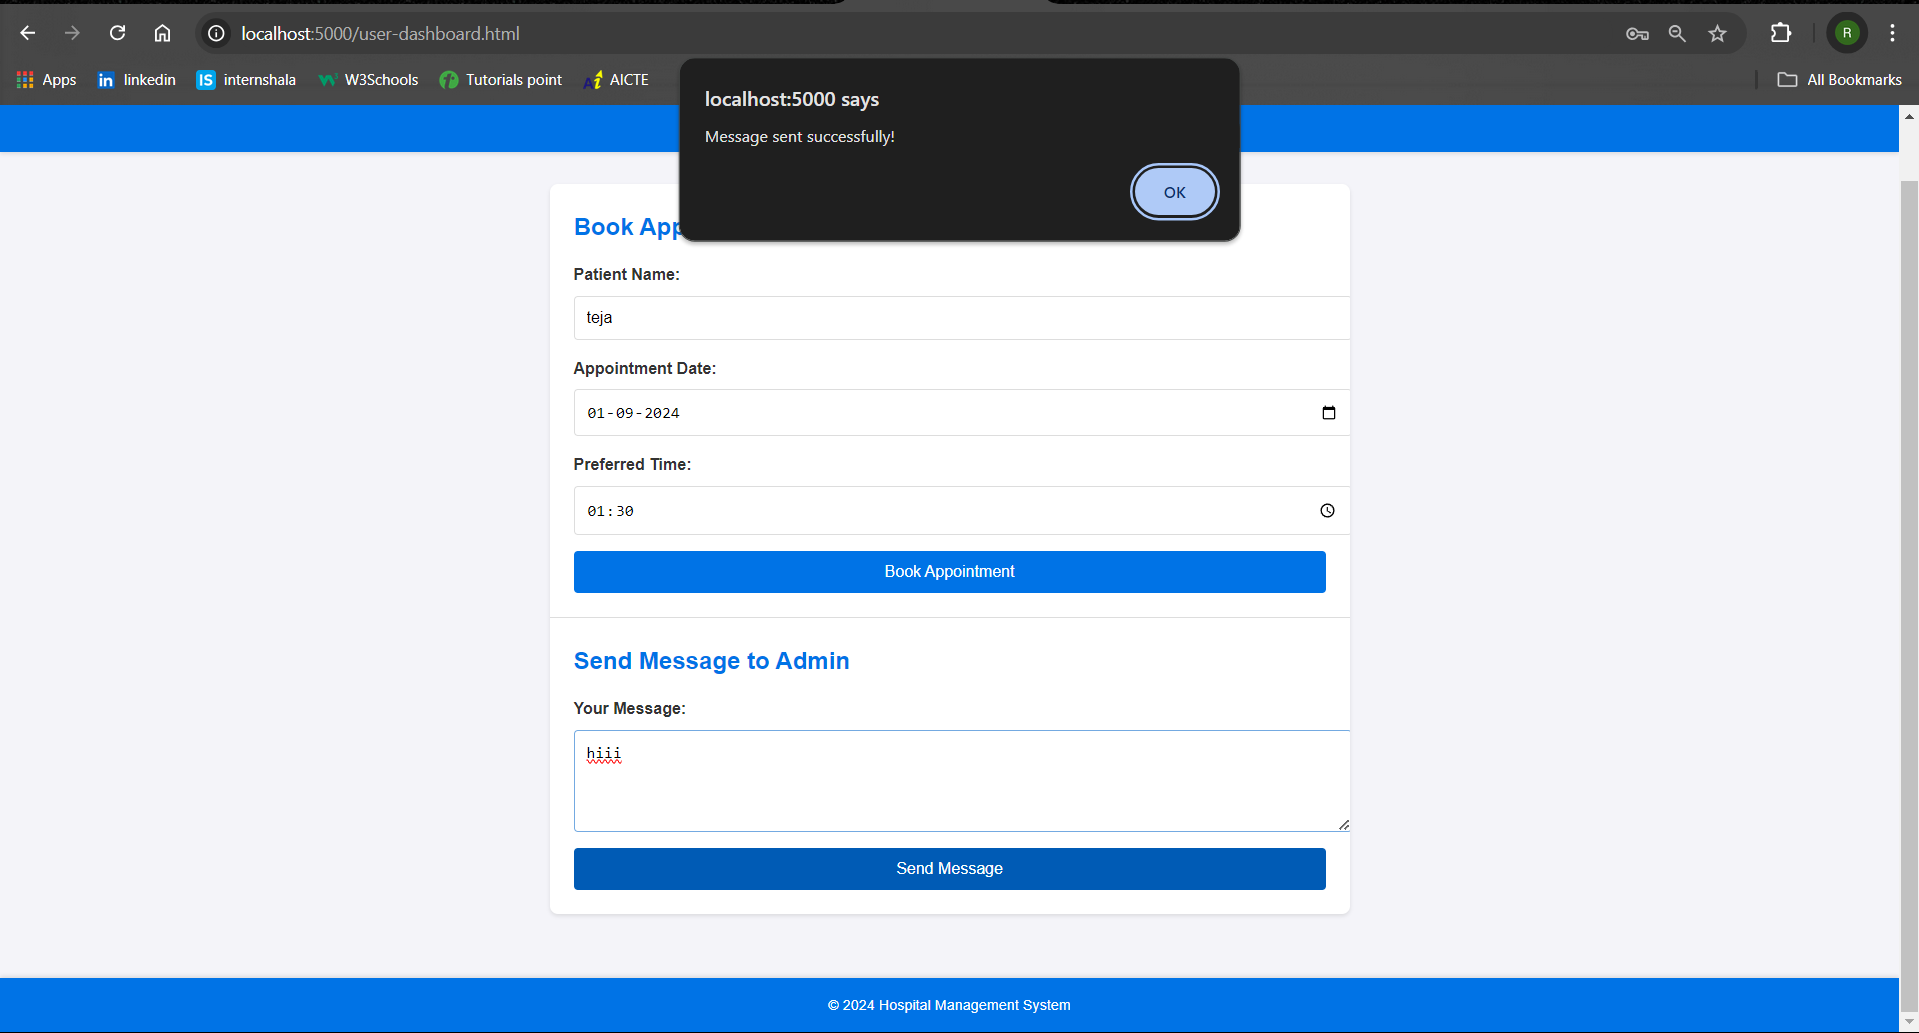 localhost:5000/user-dashboard.html
R
Apps
in linkedin
IS internshala
W3Schools
Tutorials point
AICTE
All Bookmarks
localhost:5000 says
Message sent successfully!
OK
Book App
Patient Name:
teja
Appointment Date:
01-09-2024
Preferred Time:
01:30
Book Appointment
Send Message to Admin
Your Message:
hiii
Send Message
© 2024 Hospital Management System